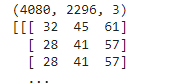 (4080, 2296, 3)
[[[ 32 45 61]
[ 28 41 57]
[ 28 41 57]
...